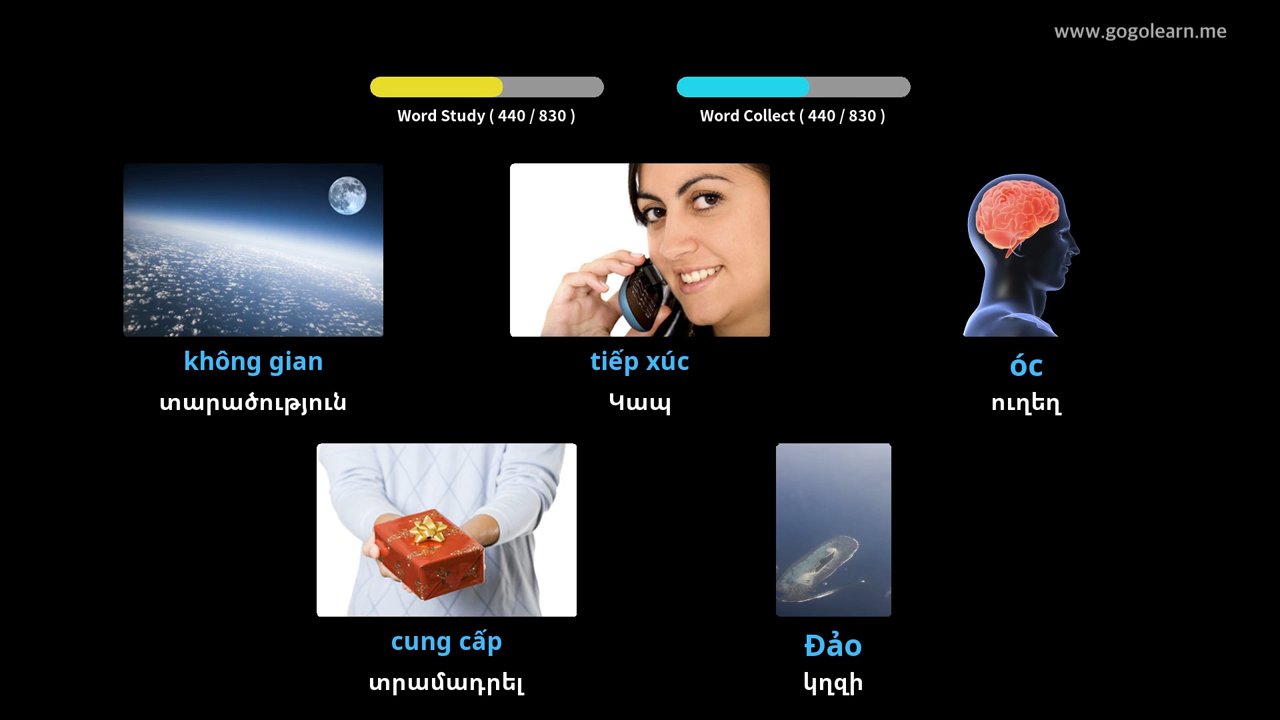 www.gogolearn.me
Word Study ( 440 / 830 )
Word Collect ( 440 / 830 )
không gian
տարածություն
tiếp xúc
Կապ
óc
ուղեղ
cung cấp
տրամադրել
Đảo
կղզի